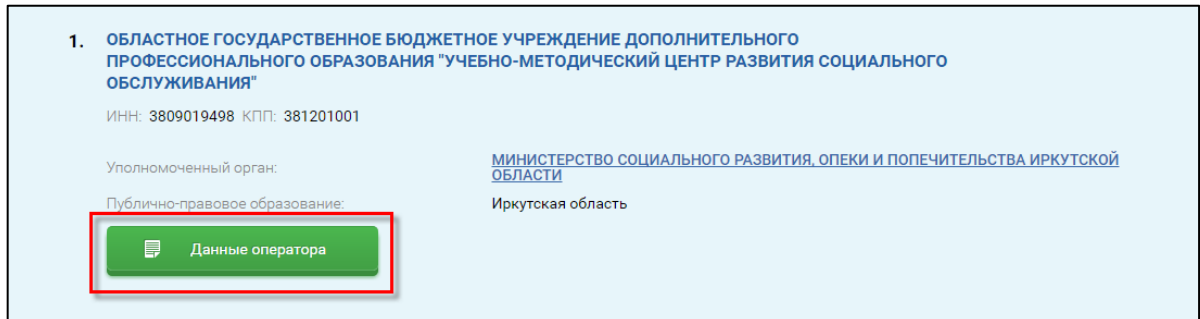 1. ОБЛАСТНОЕ ГОСУДАРСТВЕННОЕ БЮДЖЕТНОЕ УЧРЕЖДЕНИЕ ДОПОЛНИТЕЛЬНОГО
ПРОФЕССИОНАЛЬНОГО ОБРАЗОВАНИЯ "УЧЕБНО-МЕТОДИЧЕСКИЙ ЦЕНТР РАЗВИТИЯ СОЦИАЛЬНОГО
ОБСЛУЖИВАНИЯ"
ИНН: 3809019498 КПП: 381201001
Уполномоченный орган: МИНИСТЕРСТВО СОЦИАЛЬНОГО РАЗВИТИЯ, ОПЕКИ И ПОПЕЧИТЕЛЬСТВА ИРКУТСКОЙ
ОБЛАСТИ
Публично-правовое образование: Иркутская область
Данные оператора